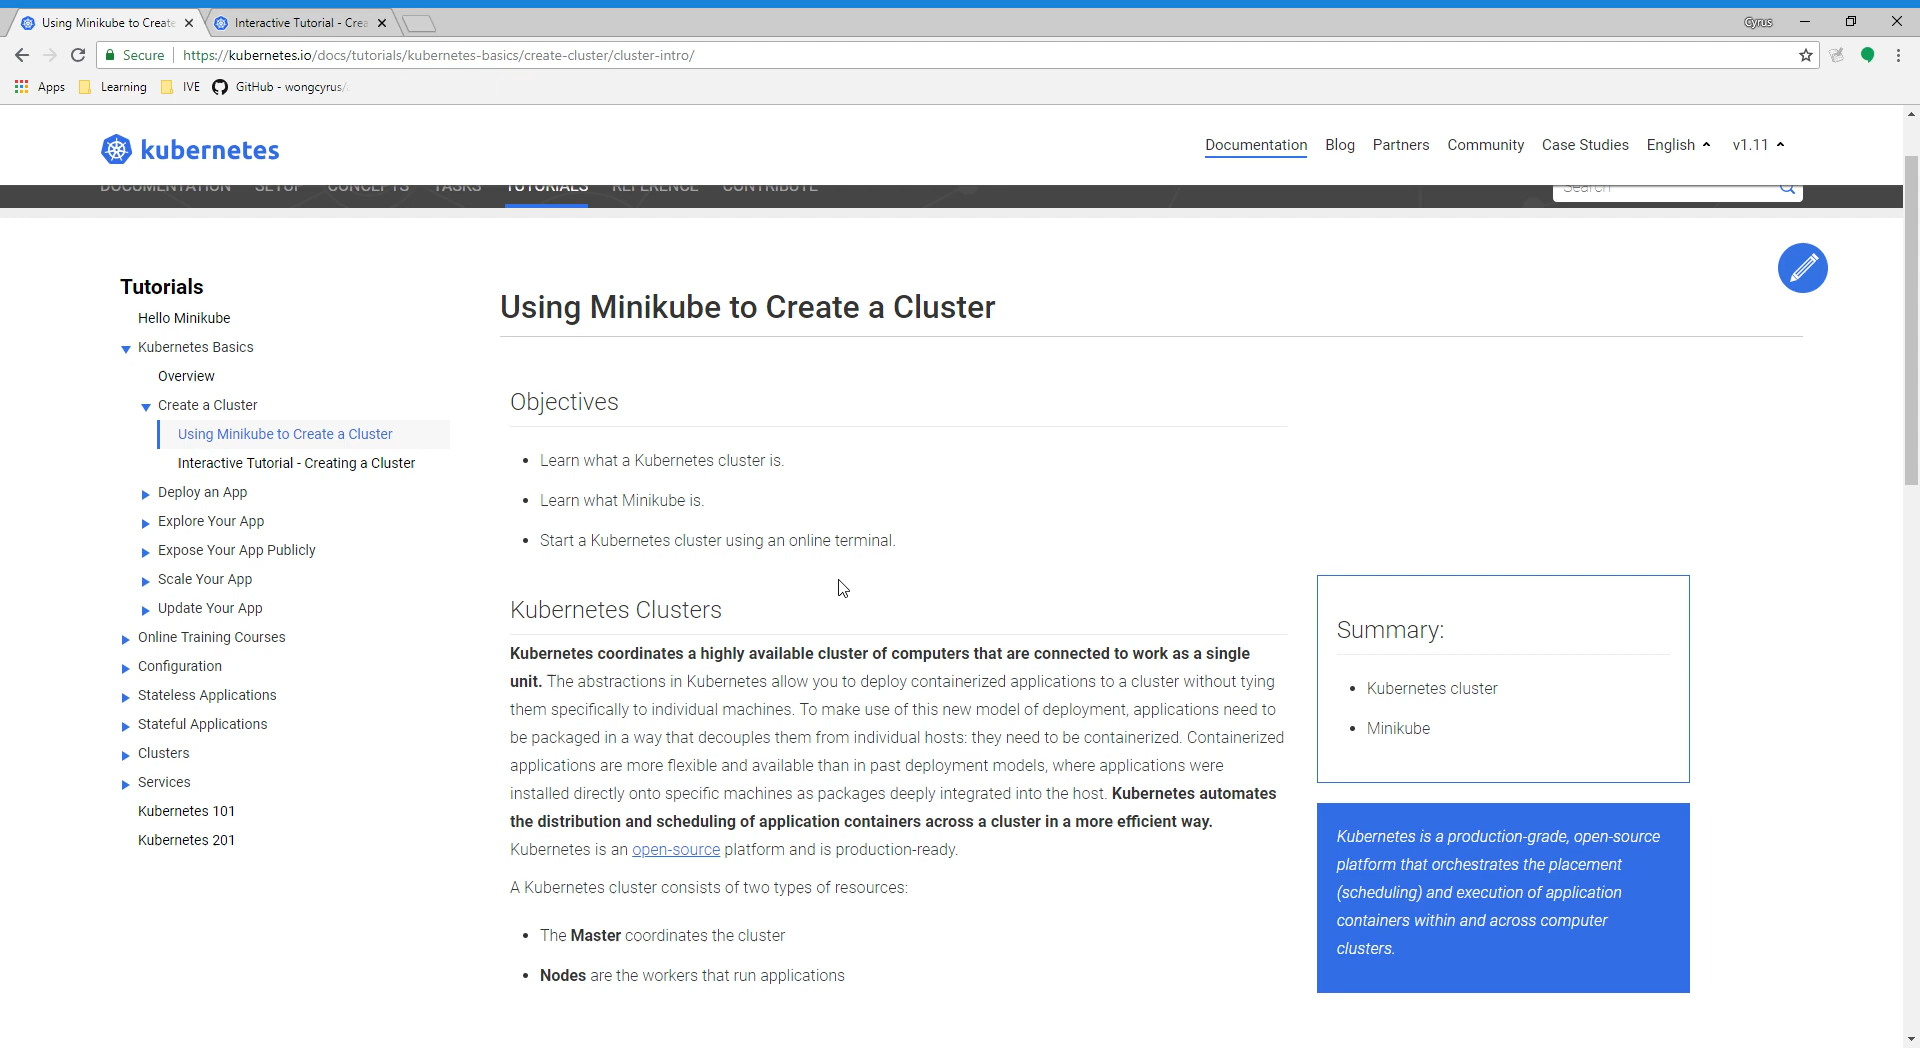 Using Minikube to Create
Interactive Tutorial - Crea
Cyrus
Secure
https://kubernetes.io/docs/tutorials/kubernetes-basics/create-cluster/cluster-intro/
Apps
Learning
IVE
GitHub - wongcyrus/
kubernetes
Documentation
Blog
Partners
Community
Case Studies
English
v1.11
DOCUMENTATION
SETUP
CONCEPTS
TASKS
TUTORIALS
REFERENCE
CONTRIBUTE
Search
Tutorials
Hello Minikube
Kubernetes Basics
Overview
Create a Cluster
Using Minikube to Create a Cluster
Interactive Tutorial - Creating a Cluster
Deploy an App
Explore Your App
Expose Your App Publicly
Scale Your App
Update Your App
Online Training Courses
Configuration
Stateless Applications
Stateful Applications
Clusters
Services
Kubernetes 101
Kubernetes 201
Using Minikube to Create a Cluster
Objectives
• Learn what a Kubernetes cluster is.
• Learn what Minikube is.
• Start a Kubernetes cluster using an online terminal.
Kubernetes Clusters
Kubernetes coordinates a highly available cluster of computers that are connected to work as a single
unit. The abstractions in Kubernetes allow you to deploy containerized applications to a cluster without tying
them specifically to individual machines. To make use of this new model of deployment, applications need to
be packaged in a way that decouples them from individual hosts: they need to be containerized. Containerized
applications are more flexible and available than in past deployment models, where applications were
installed directly onto specific machines as packages deeply integrated into the host. Kubernetes automates
the distribution and scheduling of application containers across a cluster in a more efficient way.
Kubernetes is an open-source platform and is production-ready.
A Kubernetes cluster consists of two types of resources:
• The Master coordinates the cluster
• Nodes are the workers that run applications
Summary:
• Kubernetes cluster
• Minikube
Kubernetes is a production-grade, open-source
platform that orchestrates the placement
(scheduling) and execution of application
containers within and across computer
clusters.